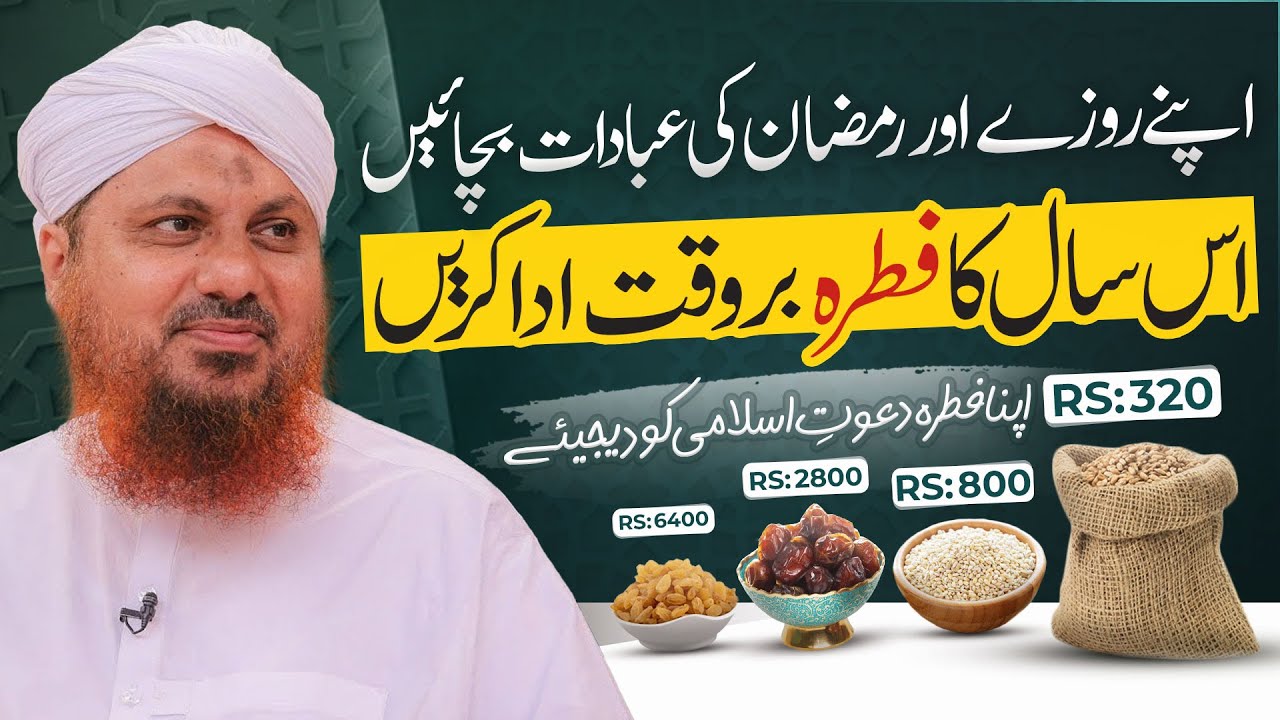 اپنے روزے اور رمضان کی عبادات بچائیں
اس سال کا فطرہ بروقت ادا کریں
اپنا فطرہ دعوتِ اسلامی کو دیجیئے
RS:320
RS:800
RS:2800
RS:6400